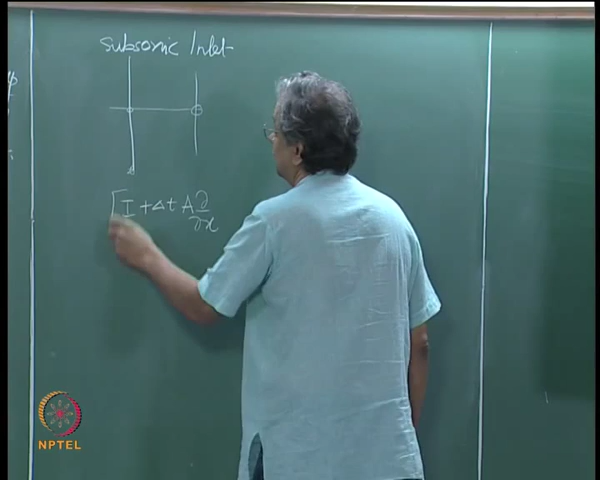 Subsonic Inlet
[I + Δt A ∂/∂x
NPTEL